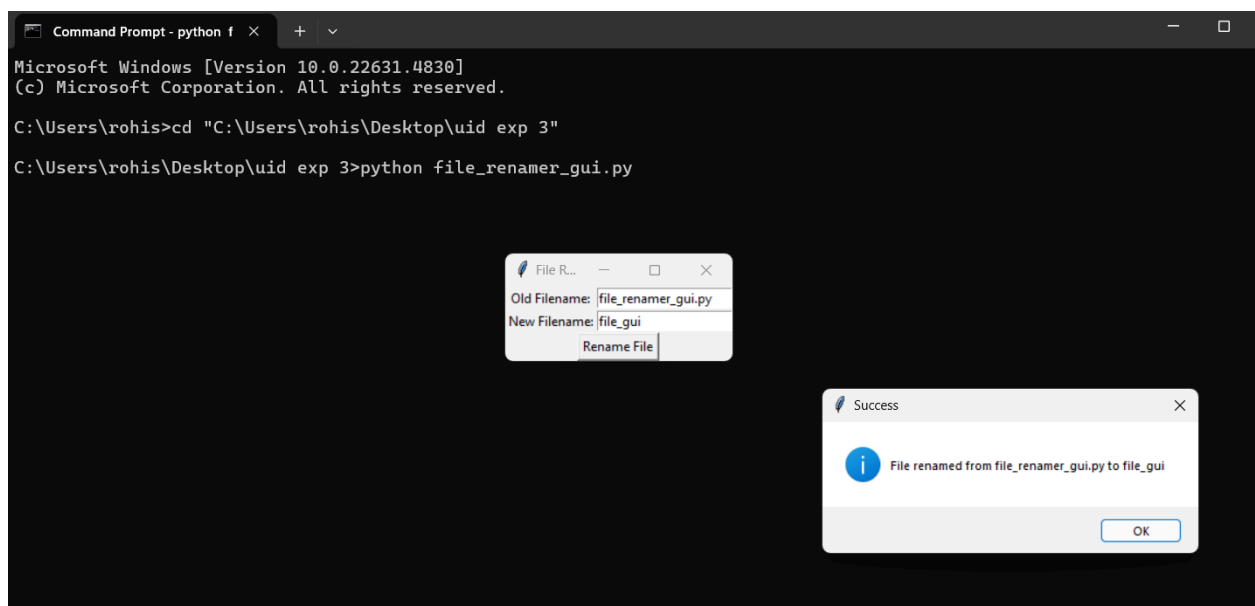 Command Prompt - python f
Microsoft Windows [Version 10.0.22631.4830]
(c) Microsoft Corporation. All rights reserved.
C:\Users\rohis>cd "C:\Users\rohis\Desktop\uid exp 3"
C:\Users\rohis\Desktop\uid exp 3>python file_renamer_gui.py
File R...
Old Filename: file_renamer_gui.py
New Filename: file_gui
Rename File
Success
File renamed from file_renamer_gui.py to file_gui
OK